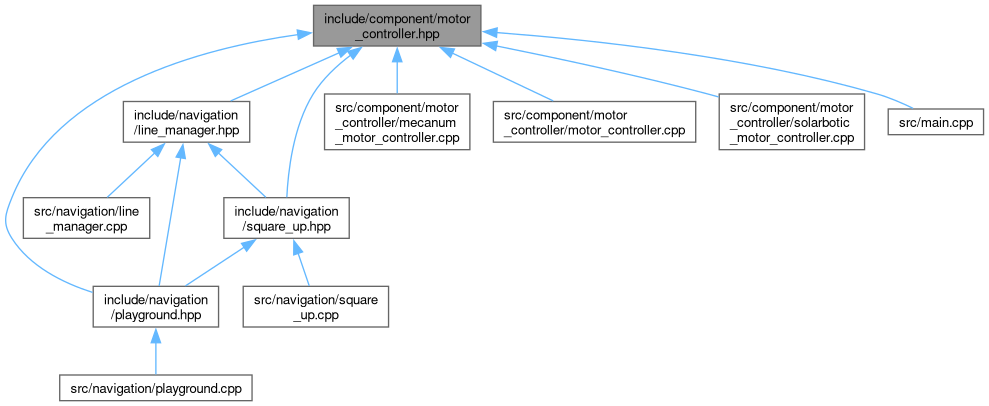 include/component/motor
_controller.hpp
include/navigation
/line_manager.hpp
src/component/motor
_controller/mecanum
_motor_controller.cpp
src/component/motor
_controller/motor_controller.cpp
src/component/motor
_controller/solarbotic
_motor_controller.cpp
src/main.cpp
src/navigation/line
_manager.cpp
include/navigation
/square_up.hpp
include/navigation
/playground.hpp
src/navigation/square
_up.cpp
src/navigation/playground.cpp